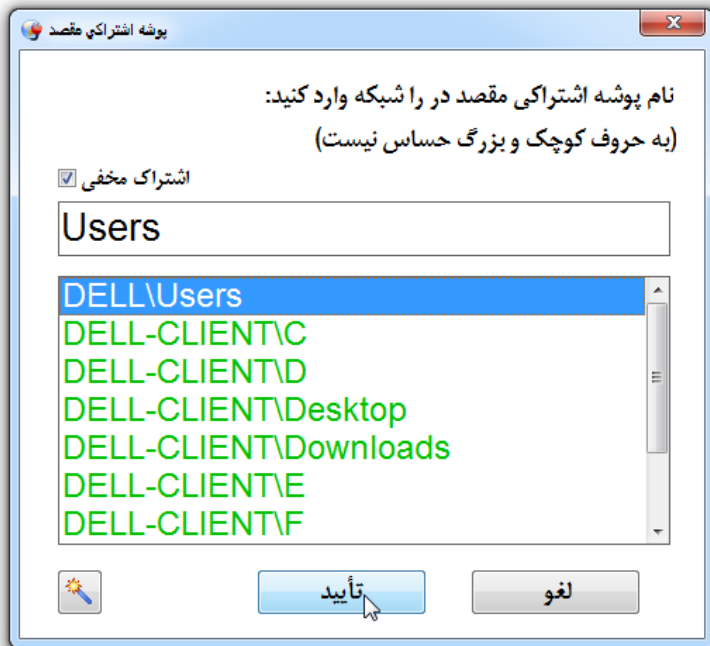 پوشه اشتراکي مقصد
نام پوشه اشتراکی مقصد در را شبکه وارد کنید:
(به حروف کوچک و بزرگ حساس نیست)
اشتراک مخفی
Users
DELL\Users
DELL-CLIENT\C
DELL-CLIENT\D
DELL-CLIENT\Desktop
DELL-CLIENT\Downloads
DELL-CLIENT\E
DELL-CLIENT\F
لغو
تأیید